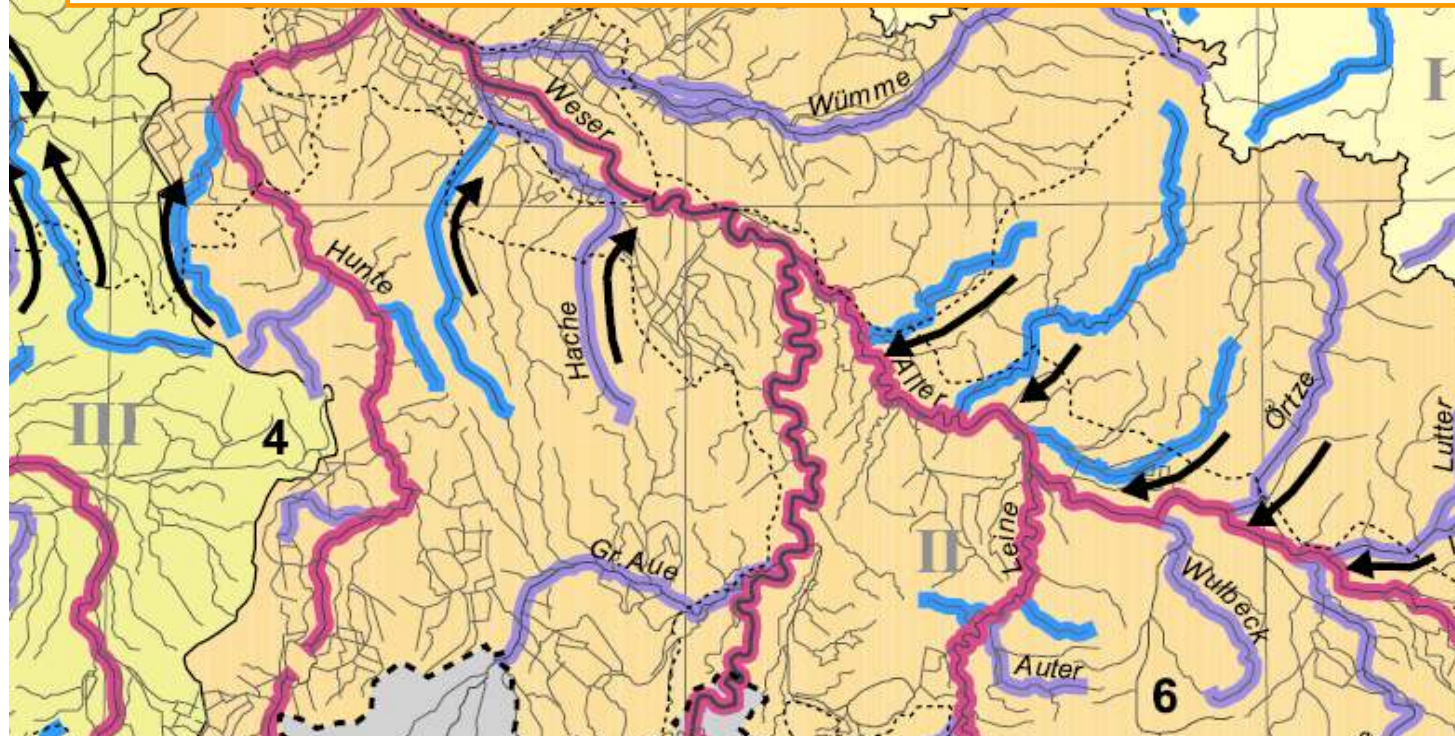 I
Wümme
Weser
Hunte
Hache
Aller
Örtze
Lutter
III
4
Leine
II
Gr. Aue
Wulbeck
Auter
6